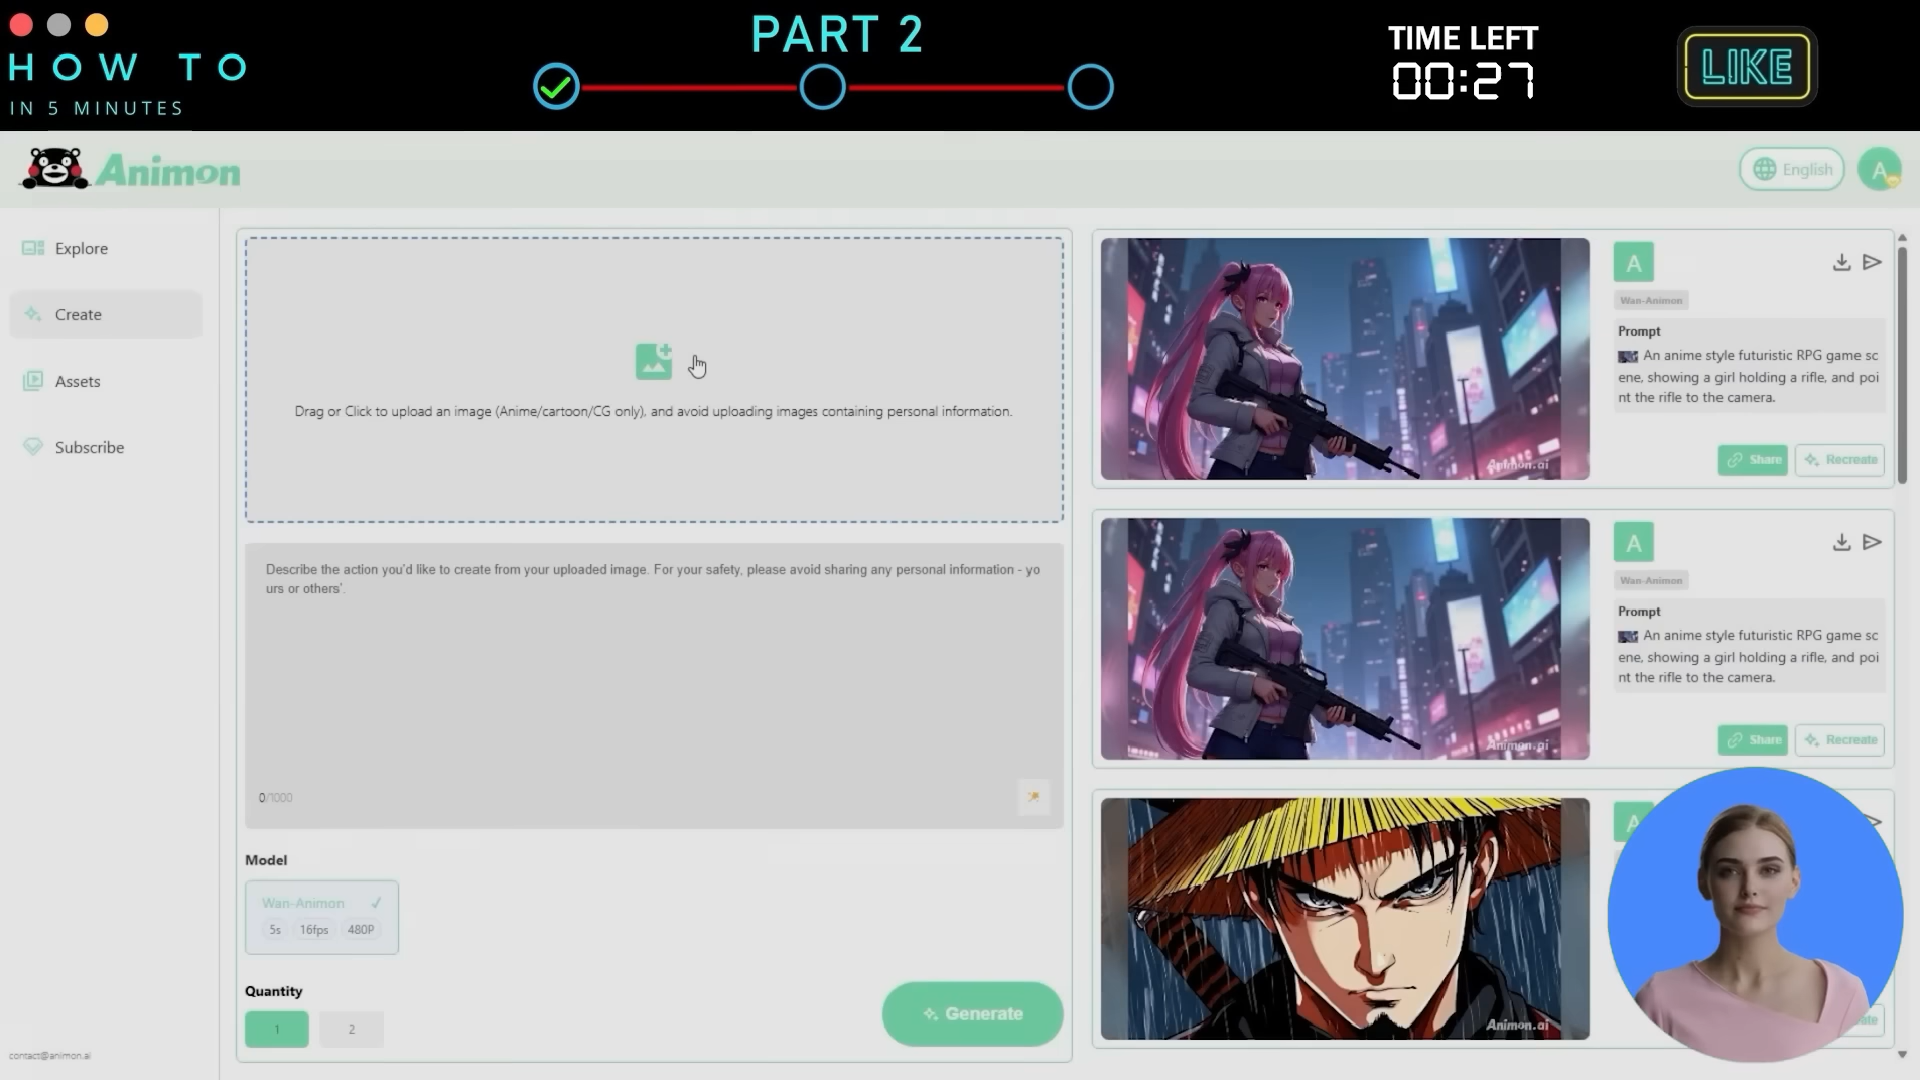 HOW TO
IN 5 MINUTES
PART 2
TIME LEFT
00:27
LIKE
Animon
English
A
Explore
Create
Assets
Subscribe
contact@animon.ai
Drag or Click to upload an image (Anime/cartoon/CG only), and avoid uploading images containing personal information.
Describe the action you'd like to create from your uploaded image. For your safety, please avoid sharing any personal information - yo
urs or others'.
0/1000
Model
Wan-Animon
5s 16fps 480P
Quantity
1 2
Generate
Animon.ai
A
Wan-Animon
Prompt
An anime style futuristic RPG game sc
ene, showing a girl holding a rifle, and poi
nt the rifle to the camera.
Share Recreate
Animon.ai
A
Wan-Animon
Prompt
An anime style futuristic RPG game sc
ene, showing a girl holding a rifle, and poi
nt the rifle to the camera.
Share Recreate
Animon.ai
A